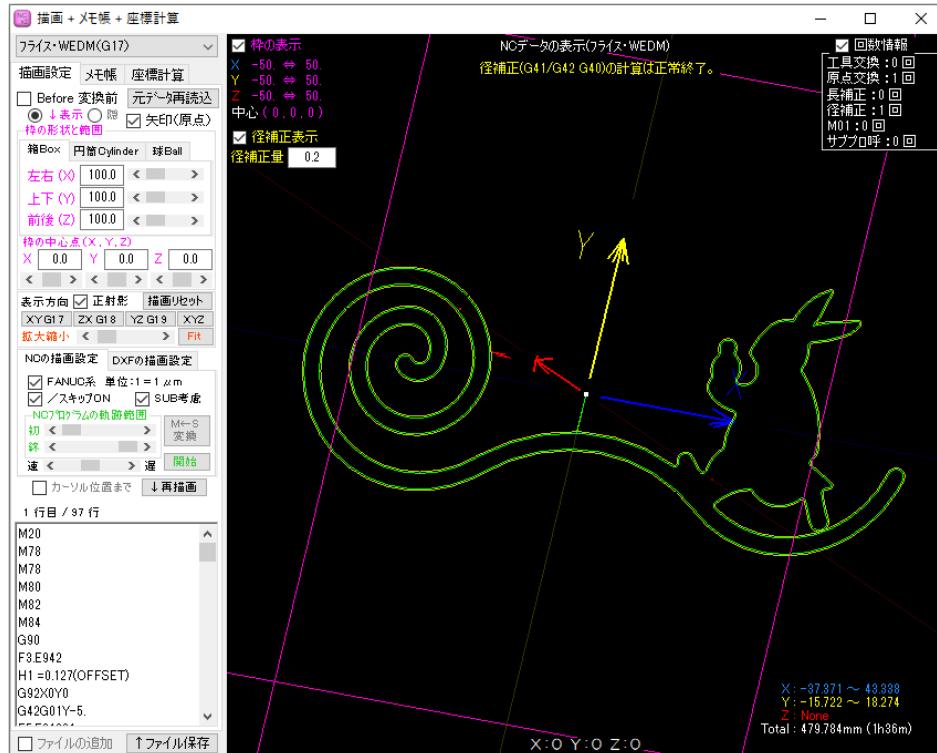 描画 + メモ帳 + 座標計算
フライス・WEDM(G17)
描画設定 メモ帳 座標計算
Before 変換前 元データ再読込
↓表示 隠 矢印(原点)
枠の形状と範囲
箱Box 円筒Cylinder 球Ball
左右(X) 100.0
上下(Y) 100.0
前後(Z) 100.0
枠の中心点(X,Y,Z)
X 0.0 Y 0.0 Z 0.0
表示方向 正射影 描画リセット
XY G17 ZX G18 YZ G19 XYZ
拡大縮小 Fit
NCの描画設定 DXFの描画設定
FANUC系 単位:1=1μm
/スキップON SUB考慮
NCプログラムの軌跡範囲
初
終
M←S
変換
速 遅 開始
カーソル位置まで ↓再描画
1 行目 / 97 行
M20
M78
M78
M80
M82
M84
G90
F3.E942
H1 =0.127(OFFSET)
G92X0Y0
G42G01Y-5.
ファイルの追加 ↑ファイル保存
枠の表示
X -50. ⇔ 50.
Y -50. ⇔ 50.
Z -50. ⇔ 50.
中心(0,0,0)
径補正表示
径補正量 0.2
NCデータの表示(フライス・WEDM)
径補正(G41/G42 G40)の計算は正常終了。
回数情報
工具交換:0回
原点交換:1回
長補正:0回
径補正:1回
M01:0回
サブプロ呼:0回
Y
X
X:-37.371 ~ 43.338
Y:-15.722 ~ 18.274
Z:None
Total:479.784mm (1h36m)
X:0 Y:0 Z:0